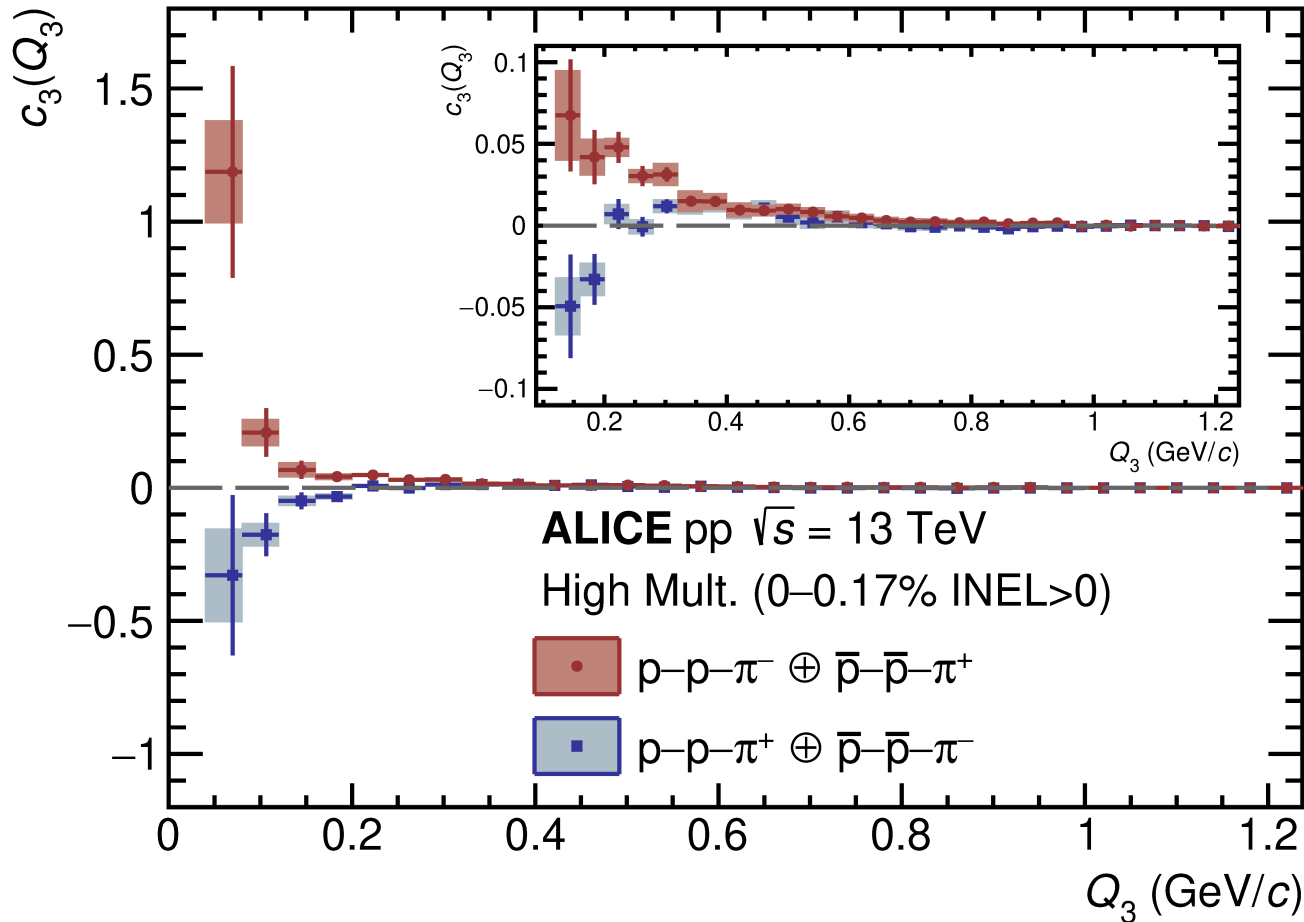 c₃(Q₃)
1.5
1
0.5
0
−0.5
−1
0 0.2 0.4 0.6 0.8 1 1.2
Q₃ (GeV/c)
c₃(Q₃)
0.1
0.05
0
−0.05
−0.1
0.2 0.4 0.6 0.8 1 1.2
Q₃ (GeV/c)
ALICE pp √s = 13 TeV
High Mult. (0–0.17% INEL>0)
p–p–π⁻ ⊕ p̅–p̅–π⁺
p–p–π⁺ ⊕ p̅–p̅–π⁻